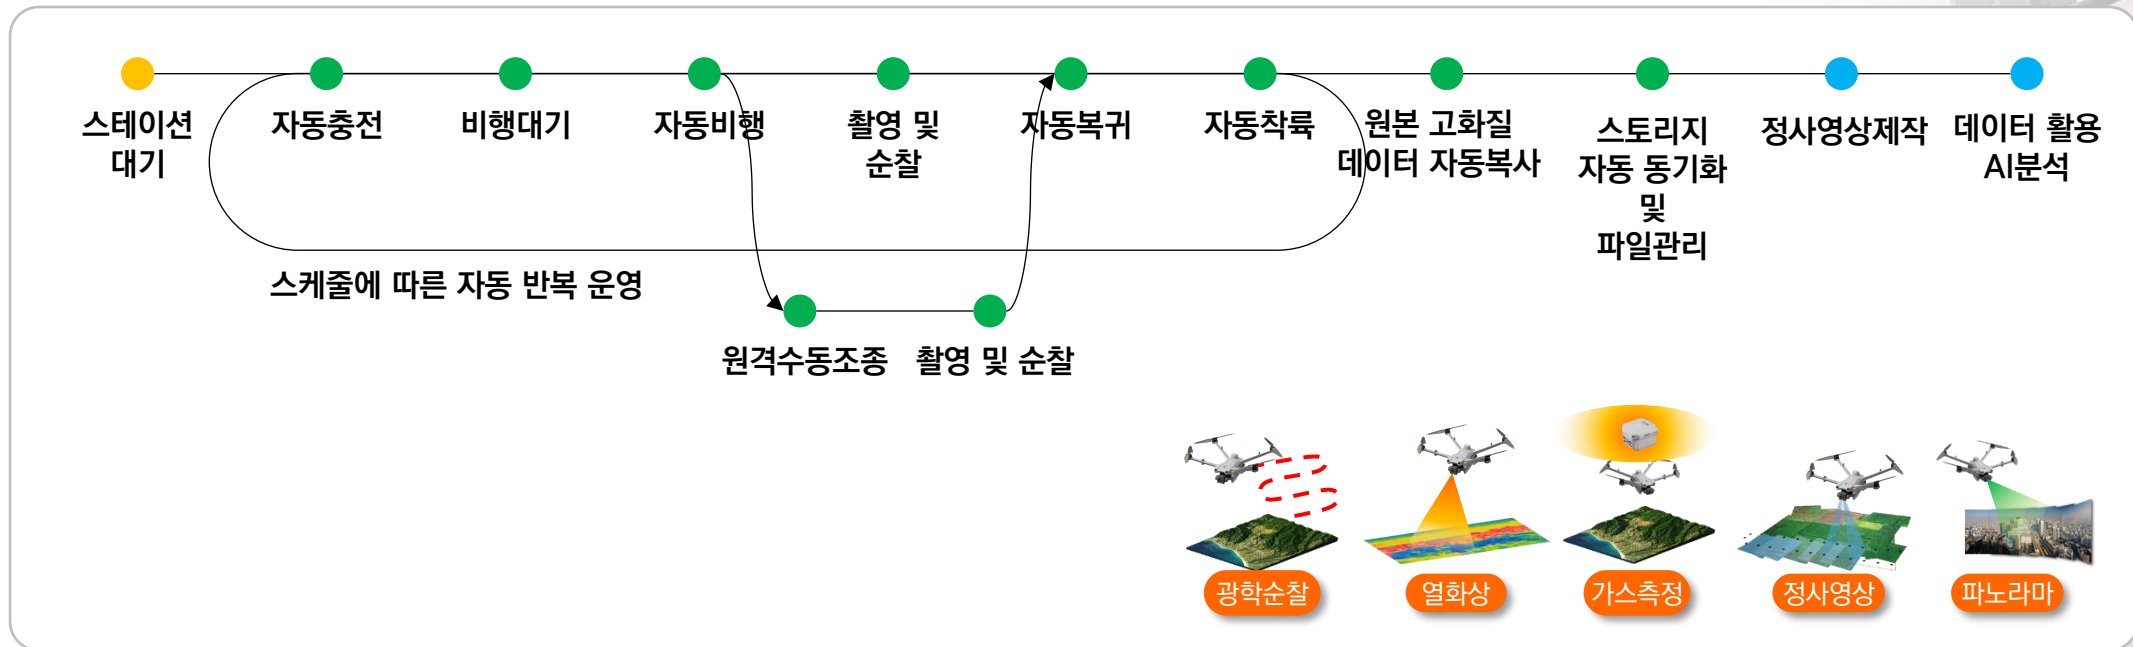 스테이션
대기
자동충전
비행대기
자동비행
촬영 및
순찰
자동복귀
자동착륙
원본 고화질
데이터 자동복사
스토리지
자동 동기화
및
파일관리
정사영상제작
데이터 활용
AI분석
스케줄에 따른 자동 반복 운영
원격수동조종
촬영 및 순찰
광학순찰
열화상
가스측정
정사영상
파노라마